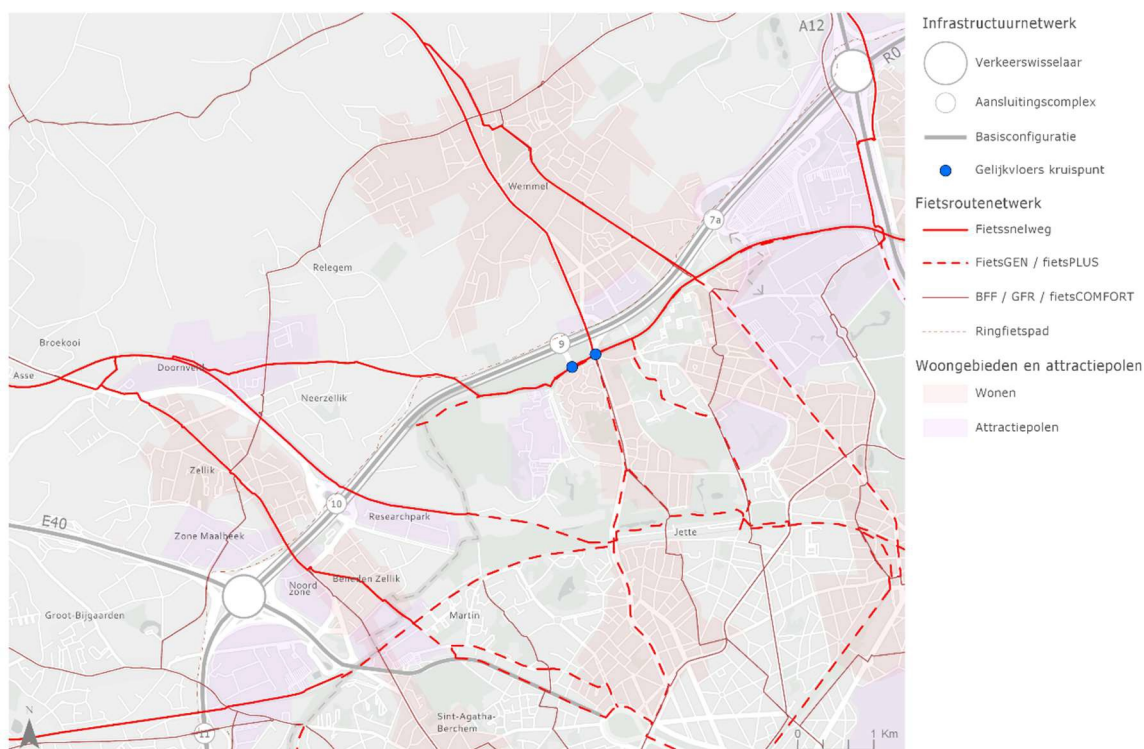 A12
R0
Wemmel
7a
Relegem
9
Broekooi
Asse
Doornveld
Neerzellik
Zellik
10
Researchpark
E40
Zone Maalbeek
Jette
Noord
zone
Beneden Zellik
Groot-Bijgaarden
Martin
Sint-Agatha-
Berchem
N
11
0
1 Km
Infrastructuurnetwerk
Verkeerswisselaar
Aansluitingscomplex
Basisconfiguratie
Gelijkvloers kruispunt
Fietsroutenetwerk
Fietssnelweg
FietsGEN / fietsPLUS
BFF / GFR / fietsCOMFORT
Ringfietspad
Woongebieden en attractiepolen
Wonen
Attractiepolen